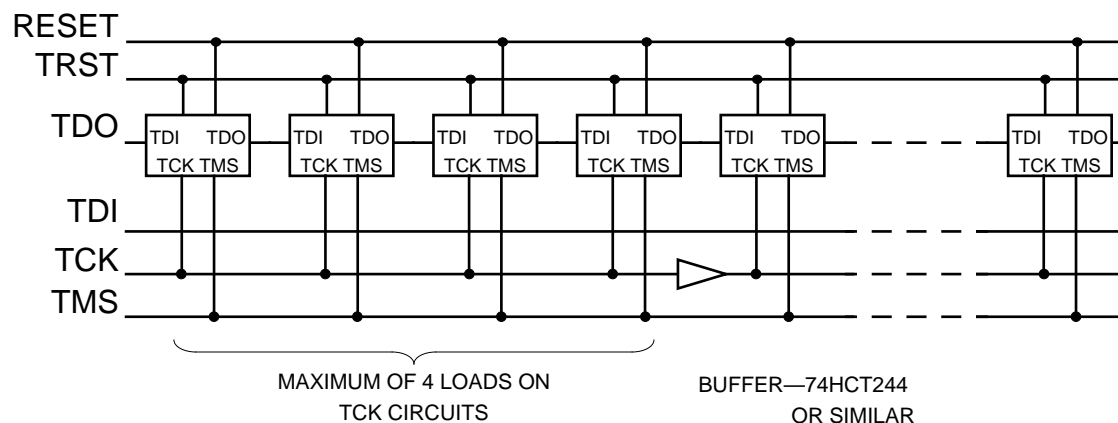 RESET
TRST
TDO
TDI TDO TDI TDO TDI TDO TDI TDO TDI TDO TDI TDO
TCK TMS TCK TMS TCK TMS TCK TMS TCK TMS TCK TMS
TDI
TCK
TMS
MAXIMUM OF 4 LOADS ON
TCK CIRCUITS
BUFFER—74HCT244
OR SIMILAR